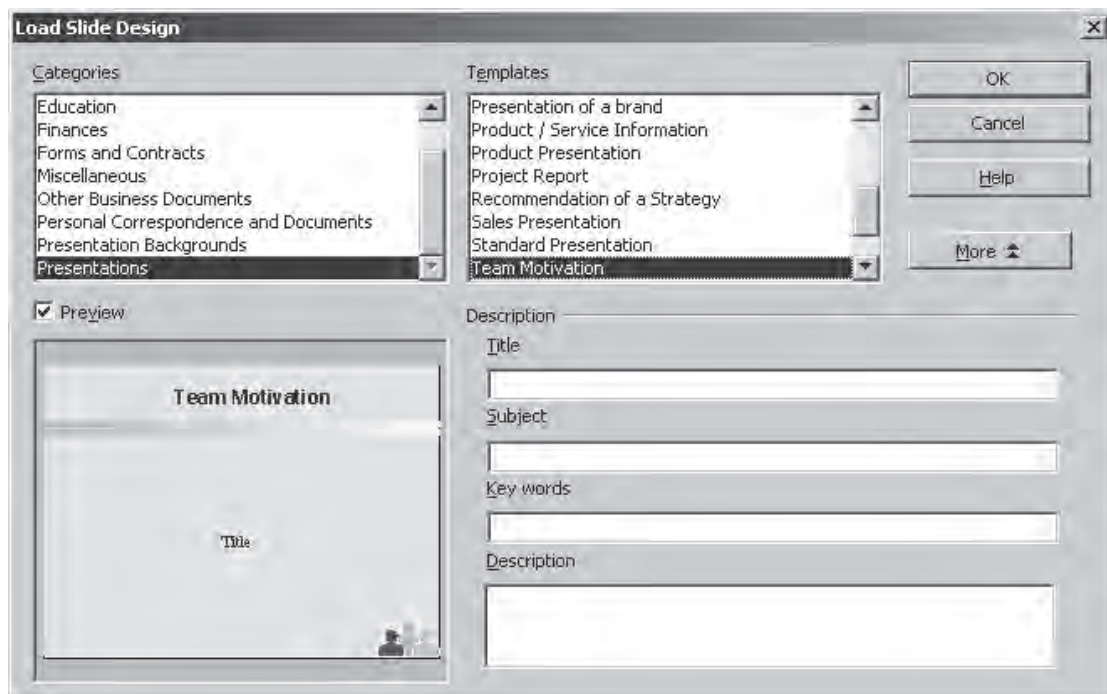 Load Slide Design
Categories
Education
Finances
Forms and Contracts
Miscellaneous
Other Business Documents
Personal Correspondence and Documents
Presentation Backgrounds
Presentations
Templates
Presentation of a brand
Product / Service Information
Product Presentation
Project Report
Recommendation of a Strategy
Sales Presentation
Standard Presentation
Team Motivation
OK
Cancel
Help
More
Preview
Team Motivation
Title
Description
Title
Subject
Key words
Description